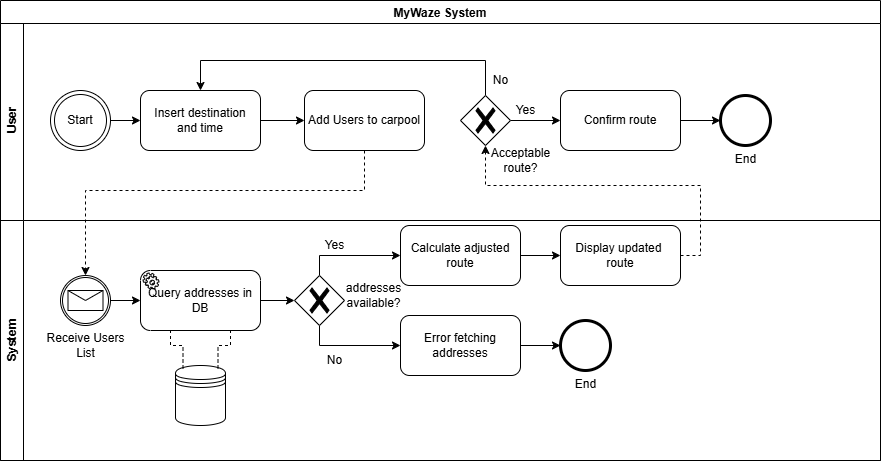 MyWaze System
User
Start
Insert destination
and time
Add Users to carpool
No
Yes
Acceptable
route?
Confirm route
End
System
Receive Users
List
Query addresses in
DB
Yes
addresses
available?
No
Calculate adjusted
route
Display updated
route
Error fetching
addresses
End